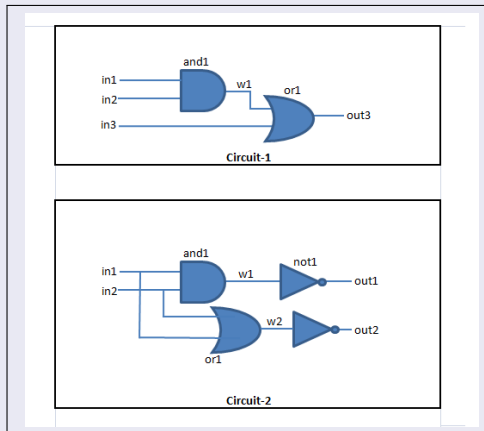 and1
in1
w1
or1
in2
out3
in3
Circuit-1
and1
not1
in1
w1
out1
in2
w2
out2
or1
Circuit-2